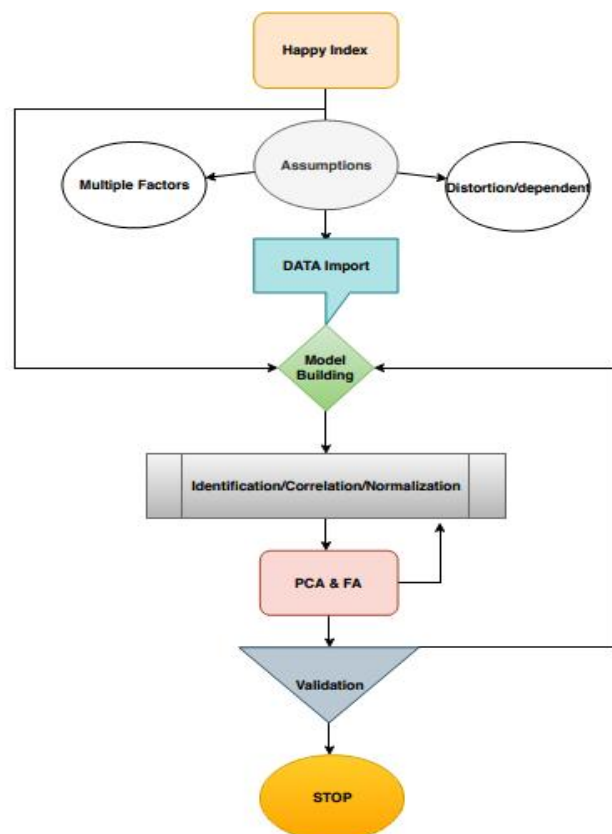 Happy Index
Assumptions
Multiple Factors
Distortion/dependent
DATA Import
Model
Building
Identification/Correlation/Normalization
PCA & FA
Validation
STOP